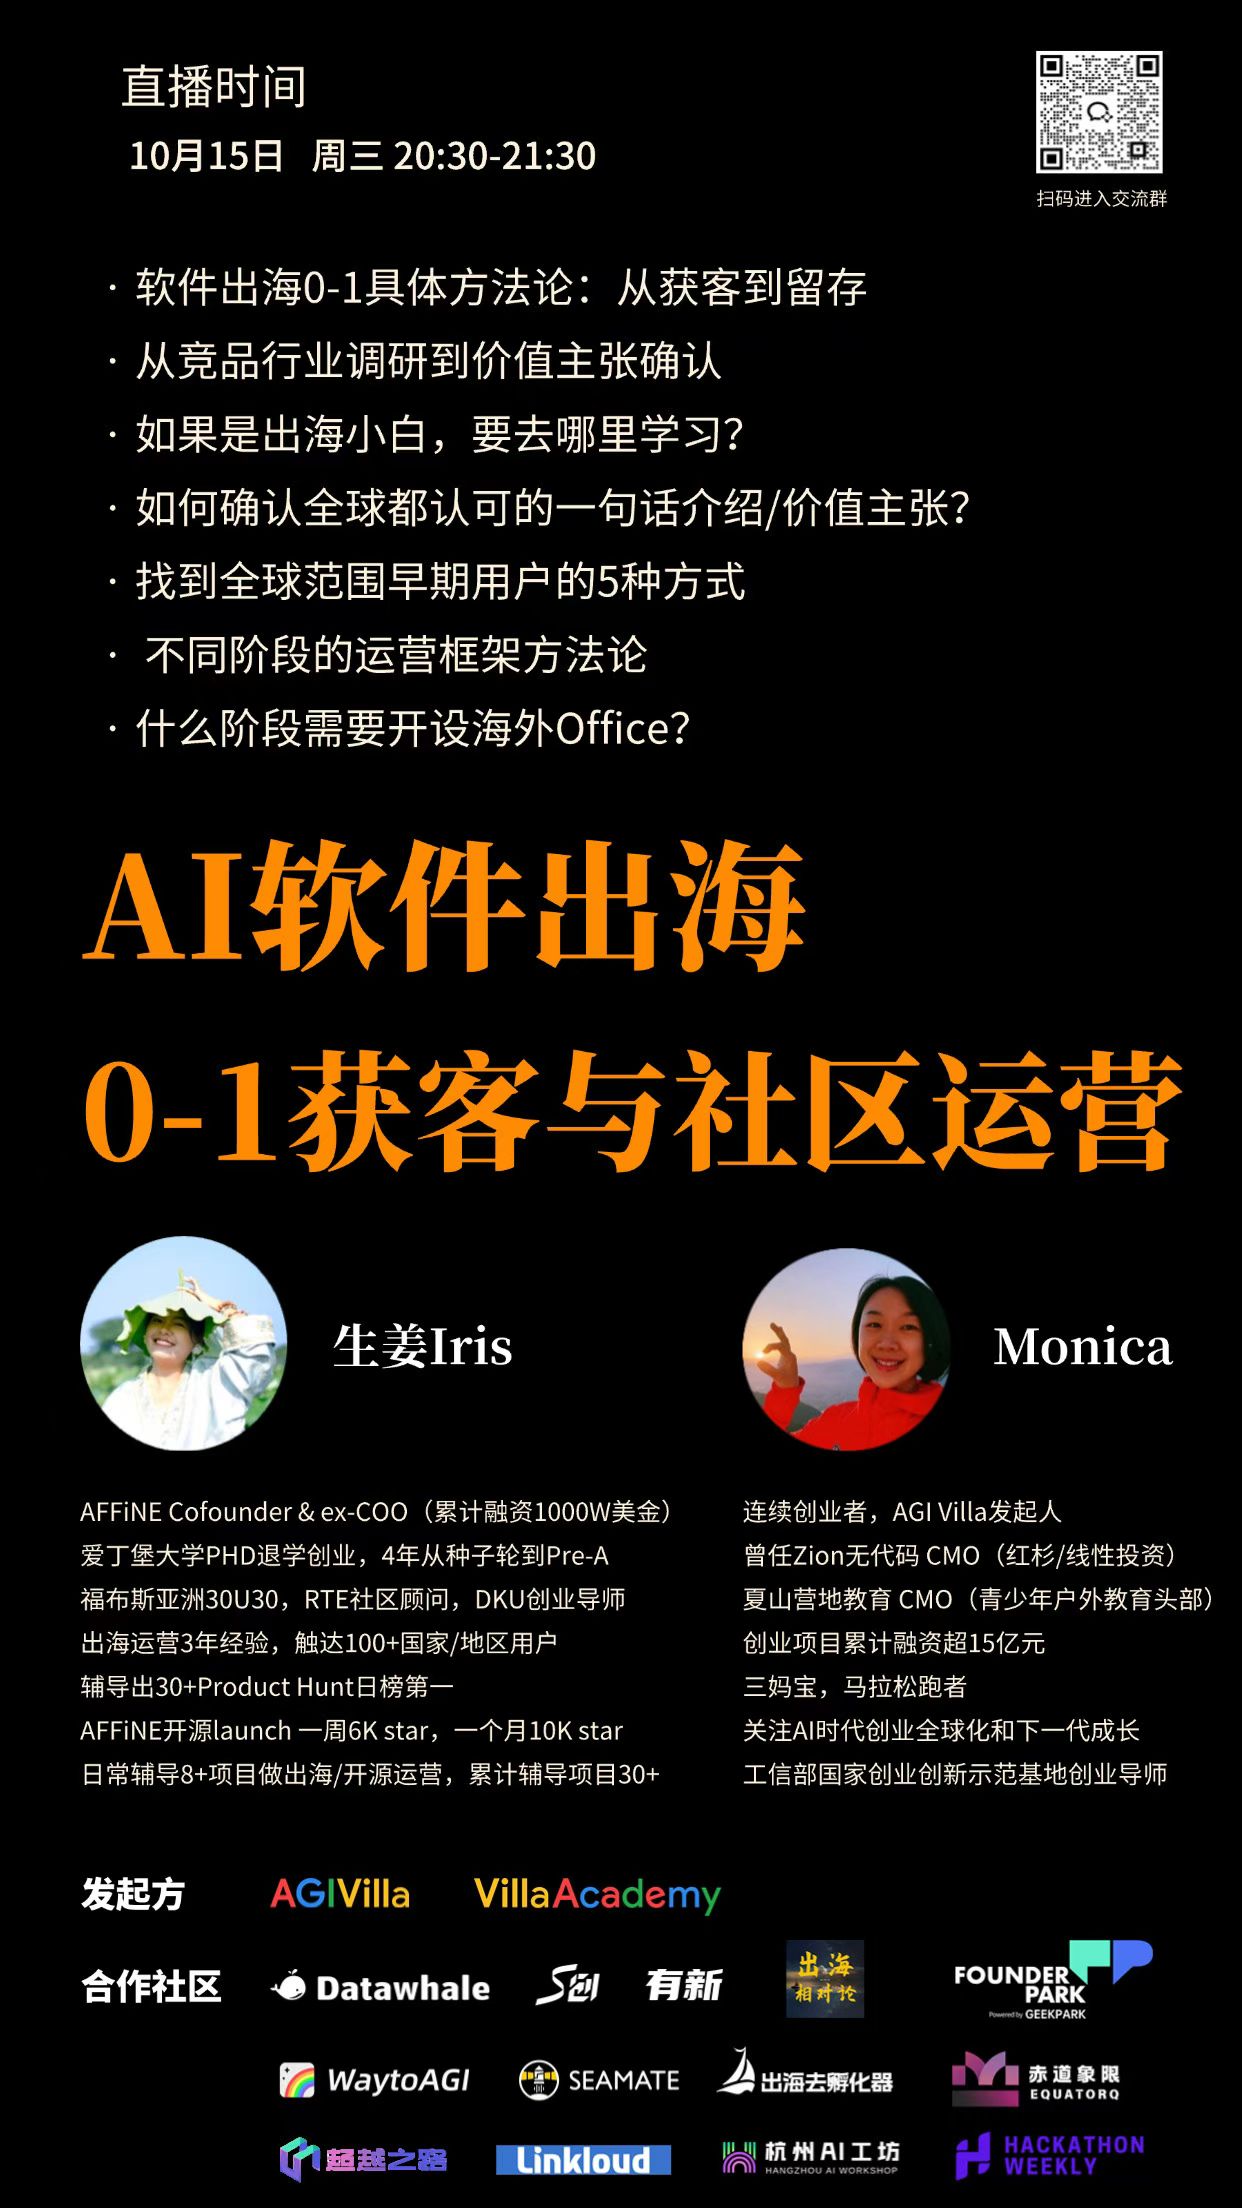 直播时间
10月15日 周三 20:30-21:30
扫码进入交流群
· 软件出海0-1具体方法论：从获客到留存
· 从竞品行业调研到价值主张确认
· 如果是出海小白，要去哪里学习？
· 如何确认全球都认可的一句话介绍/价值主张？
· 找到全球范围早期用户的5种方式
· 不同阶段的运营框架方法论
· 什么阶段需要开设海外Office？
AI软件出海
0-1获客与社区运营
生姜Iris
AFFiNE Cofounder & ex-COO（累计融资1000W美金）
爱丁堡大学PHD退学创业，4年从种子轮到Pre-A
福布斯亚洲30U30，RTE社区顾问，DKU创业导师
出海运营3年经验，触达100+国家/地区用户
辅导出30+Product Hunt日榜第一
AFFiNE开源launch 一周6K star，一个月10K star
日常辅导8+项目做出海/开源运营，累计辅导项目30+
Monica
连续创业者，AGI Villa发起人
曾任Zion无代码 CMO（红杉/线性投资）
夏山营地教育 CMO（青少年户外教育头部）
创业项目累计融资超15亿元
三妈宝，马拉松跑者
关注AI时代创业全球化和下一代成长
工信部国家创业创新示范基地创业导师
发起方 AGIVilla VillaAcademy
合作社区 Datawhale S创 有新 出海相对论 FOUNDER PARK Powered by GEEKPARK
WaytoAGI SEAMATE 出海去孵化器 赤道象限 EQUATORQ
超越之路 Linkloud 杭州AI工坊 HANGZHOU AI WORKSHOP HACKATHON WEEKLY